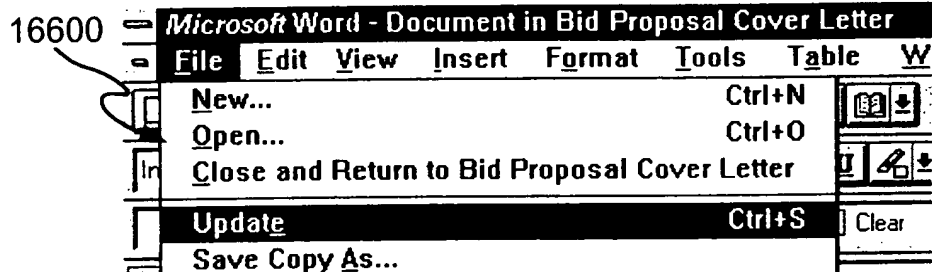 16600
Microsoft Word - Document in Bid Proposal Cover Letter
File Edit View Insert Format Tools Table W
New... Ctrl+N
Open... Ctrl+O
In Close and Return to Bid Proposal Cover Letter U
Update Ctrl+S Clear
Save Copy As...